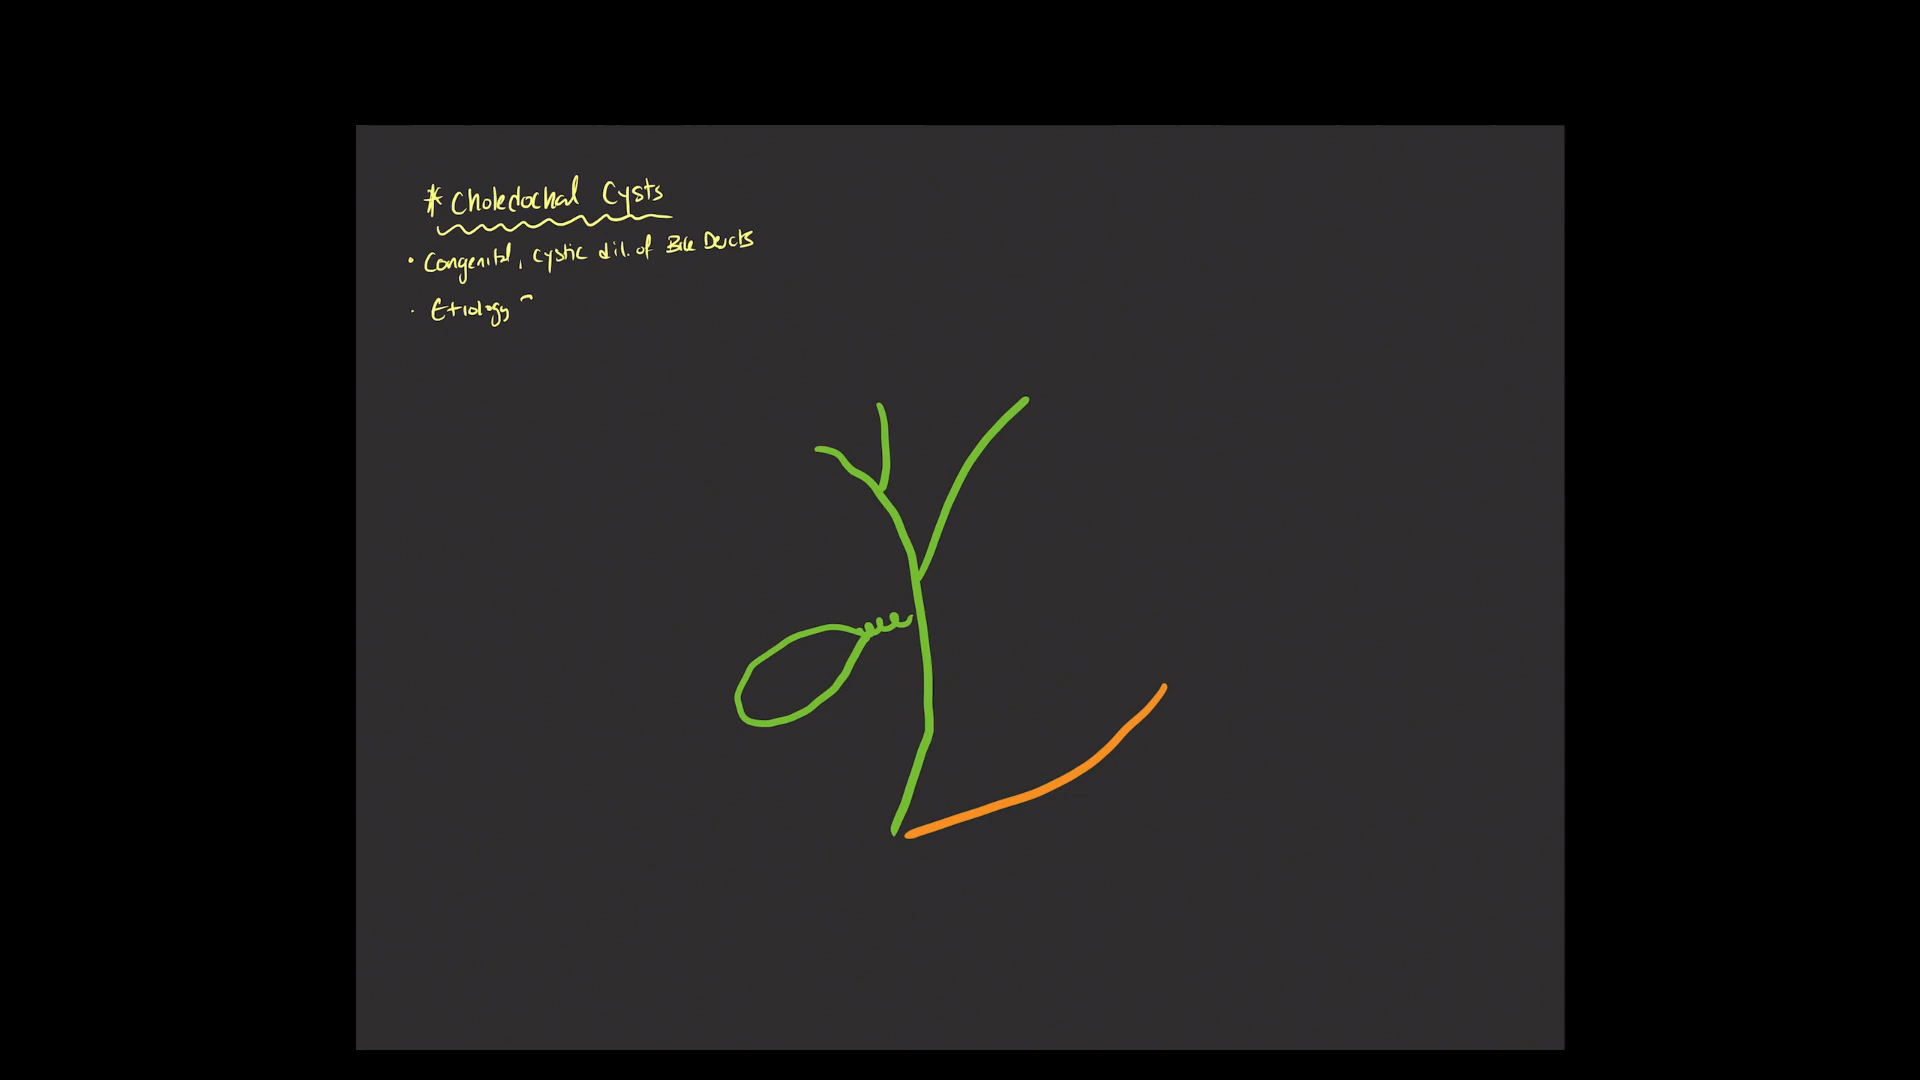 * Choledochal Cysts
• Congenital, cystic dil. of Bile Ducts
• Etiology -